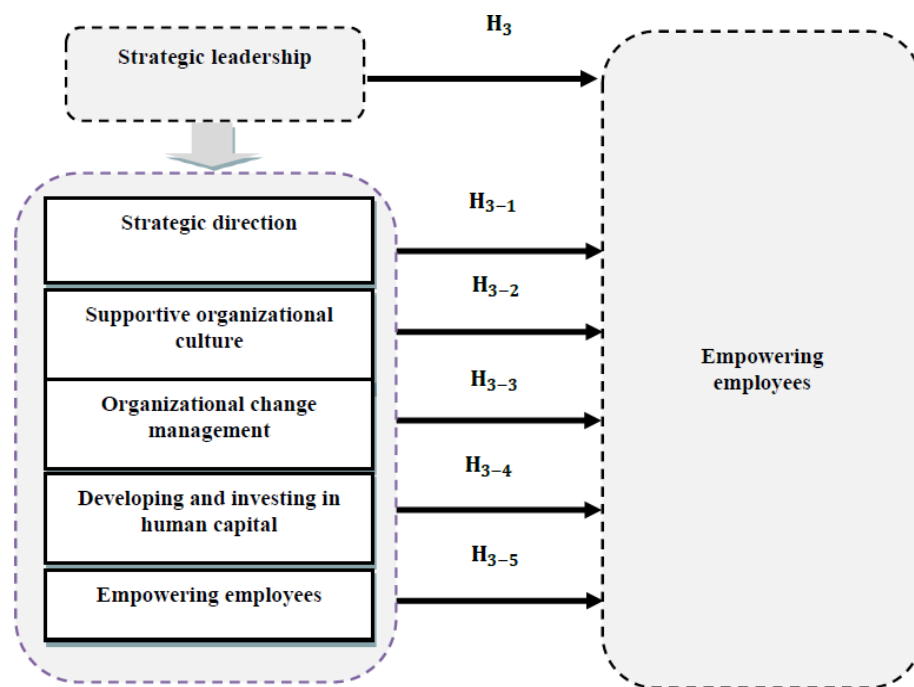 H₃
Strategic leadership
H₃₋₁
Strategic direction
H₃₋₂
Supportive organizational
culture
Empowering
employees
H₃₋₃
Organizational change
management
H₃₋₄
Developing and investing in
human capital
H₃₋₅
Empowering employees